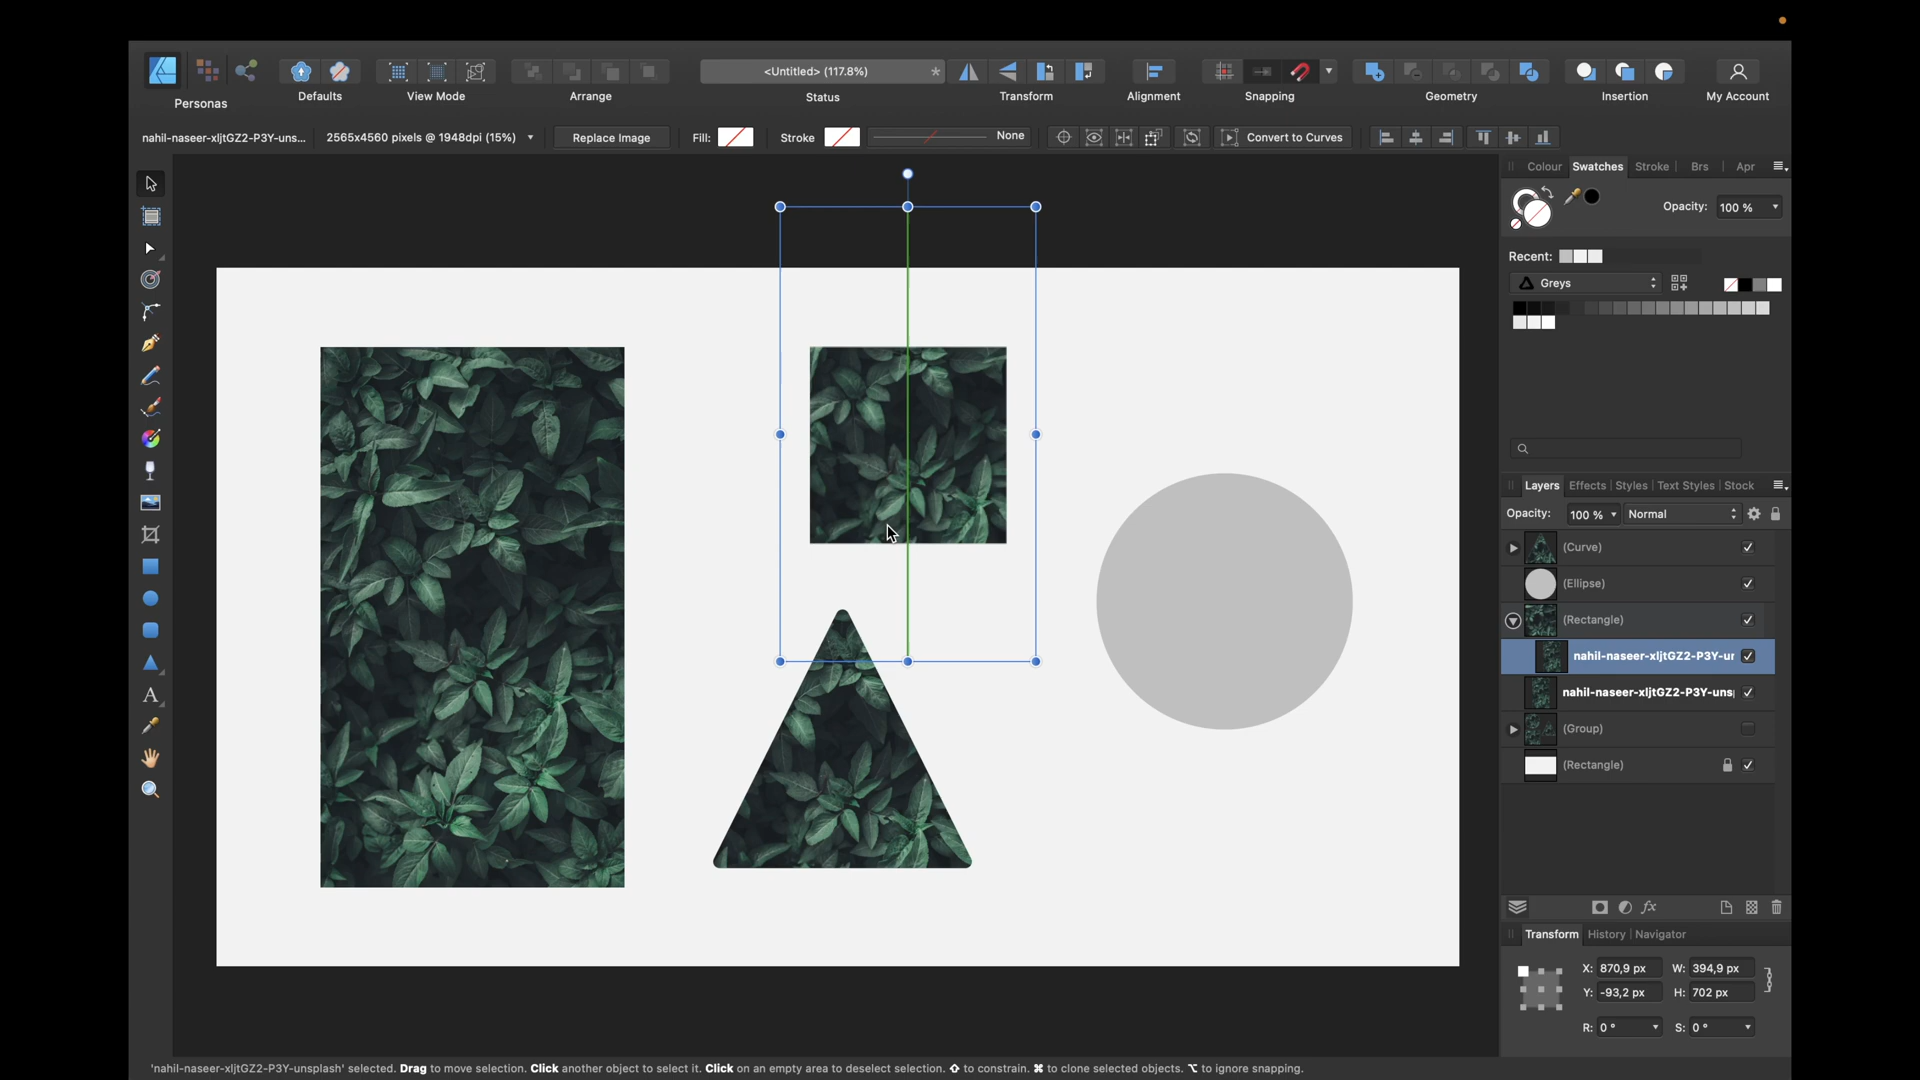 <Untitled> (117.8%)
*
Personas
Defaults
View Mode
Arrange
Status
Transform
Alignment
Snapping
Geometry
Insertion
My Account
nahil-naseer-xljtGZ2-P3Y-uns...
2565x4560 pixels @ 1948dpi (15%)
Replace Image
Fill:
Stroke
None
Convert to Curves
Colour
Swatches
Stroke
Brs
Apr
Opacity:
100 %
Recent:
Greys
Layers
Effects
Styles
Text Styles
Stock
Opacity:
100 %
Normal
(Curve)
(Ellipse)
(Rectangle)
nahil-naseer-xljtGZ2-P3Y-ur
nahil-naseer-xljtGZ2-P3Y-uns
(Group)
(Rectangle)
fx
Transform
History
Navigator
X: 870,9 px
W: 394,9 px
Y: -93,2 px
H: 702 px
R: 0 °
S: 0 °
'nahil-naseer-xljtGZ2-P3Y-unsplash' selected. Drag to move selection. Click another object to select it. Click on an empty area to deselect selection. ⇧ to constrain. ⌘ to clone selected objects. ⌥ to ignore snapping.